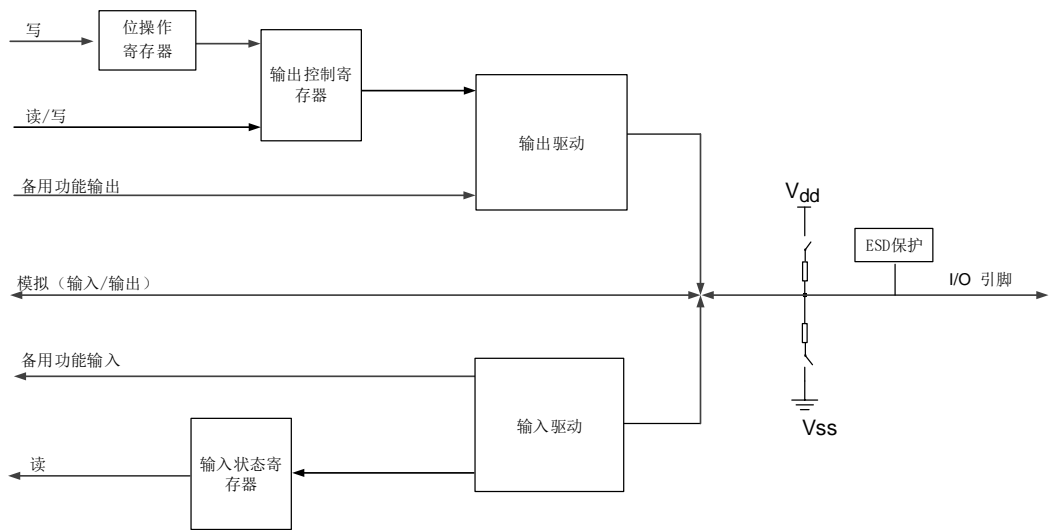 写
位操作
寄存器
输出控制寄
存器
读/写
输出驱动
备用功能输出
Vdd
ESD保护
模拟（输入/输出）
I/O 引脚
备用功能输入
输入驱动
Vss
读
输入状态寄
存器